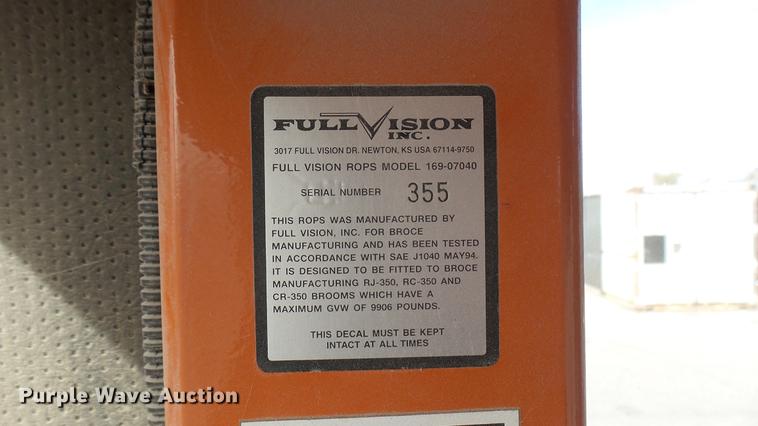 FULL VISION
INC.
3017 FULL VISION DR. NEWTON, KS USA 67114-9750
FULL VISION ROPS MODEL 169-07040
SERIAL NUMBER 355
THIS ROPS WAS MANUFACTURED BY
FULL VISION, INC. FOR BROCE
MANUFACTURING AND HAS BEEN TESTED
IN ACCORDANCE WITH SAE J1040 MAY94.
IT IS DESIGNED TO BE FITTED TO BROCE
MANUFACTURING RJ-350, RC-350 AND
CR-350 BROOMS WHICH HAVE A
MAXIMUM GVW OF 9906 POUNDS.
THIS DECAL MUST BE KEPT
INTACT AT ALL TIMES
Purple Wave Auction®